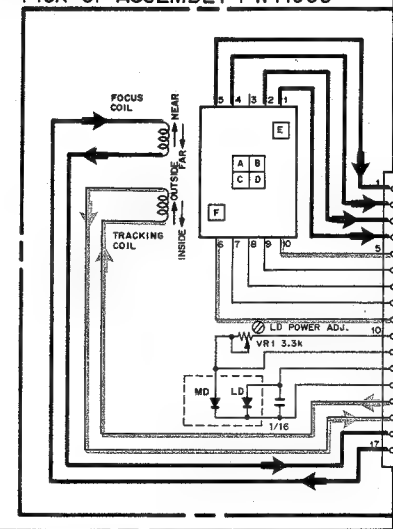 PICK-UP ASSEMBLY
5 4 3 2 1
FOCUS
COIL
NEAR
FAR
E
A B
C D
F
OUTSIDE
INSIDE
TRACKING
COIL
1
5
6 7 8 9 10
LD POWER ADJ.
10
VR1 3.3k
MD LD
1/16
17